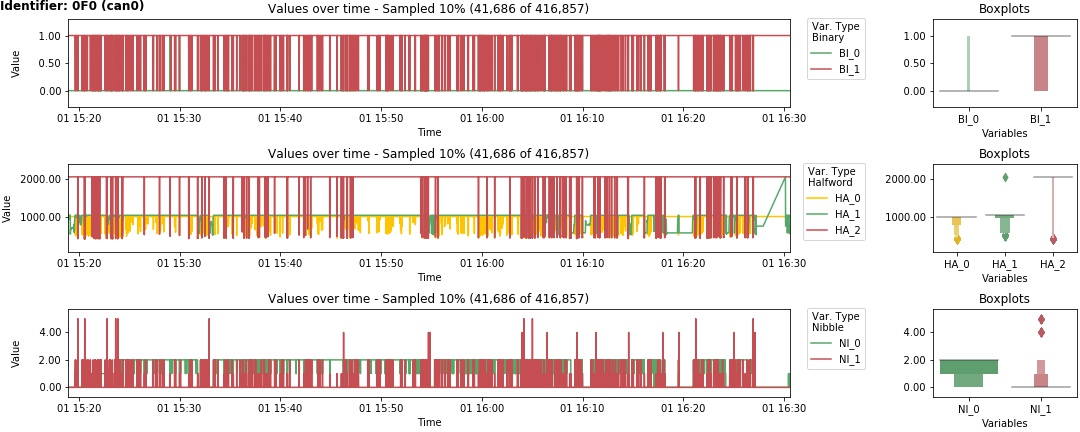 Identifier: 0F0 (can0)
Values over time - Sampled 10% (41,686 of 416,857)
Boxplots
Value
1.00
0.50
0.00
01 15:20 01 15:30 01 15:40 01 15:50 01 16:00 01 16:10 01 16:20 01 16:30
Time
Var. Type
Binary
BI_0
BI_1
1.00
0.50
0.00
BI_0 BI_1
Variables
Values over time - Sampled 10% (41,686 of 416,857)
Boxplots
Value
2000.00
1000.00
01 15:20 01 15:30 01 15:40 01 15:50 01 16:00 01 16:10 01 16:20 01 16:30
Time
Var. Type
Halfword
HA_0
HA_1
HA_2
2000.00
1000.00
HA_0 HA_1 HA_2
Variables
Values over time - Sampled 10% (41,686 of 416,857)
Boxplots
Value
4.00
2.00
0.00
01 15:20 01 15:30 01 15:40 01 15:50 01 16:00 01 16:10 01 16:20 01 16:30
Time
Var. Type
Nibble
NI_0
NI_1
4.00
2.00
0.00
NI_0 NI_1
Variables